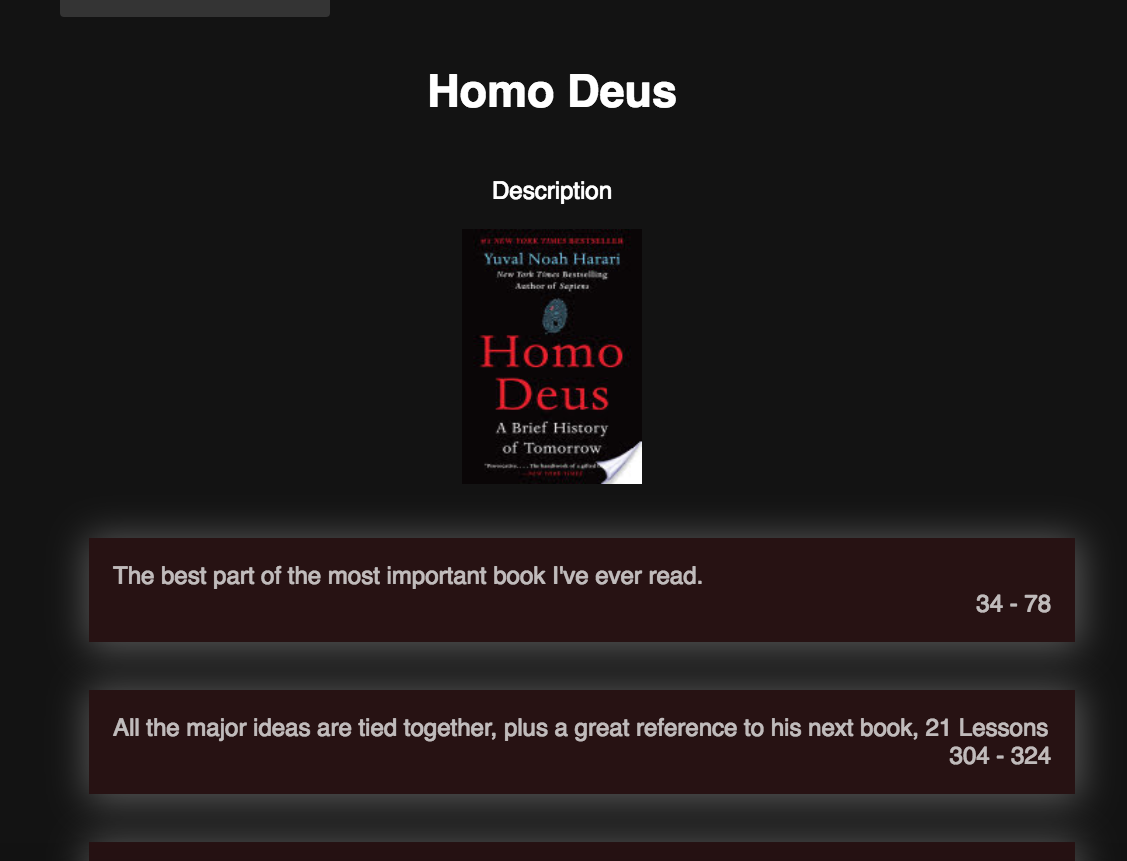 Homo Deus
Description
#1 NEW YORK TIMES BESTSELLER
Yuval Noah Harari
New York Times Bestselling
Author of Sapiens
Homo
Deus
A Brief History
of Tomorrow
"Provocative. . . . The handiwork of a gifted
—NEW YORK TIMES
The best part of the most important book I've ever read.
34 - 78
All the major ideas are tied together, plus a great reference to his next book, 21 Lessons
304 - 324